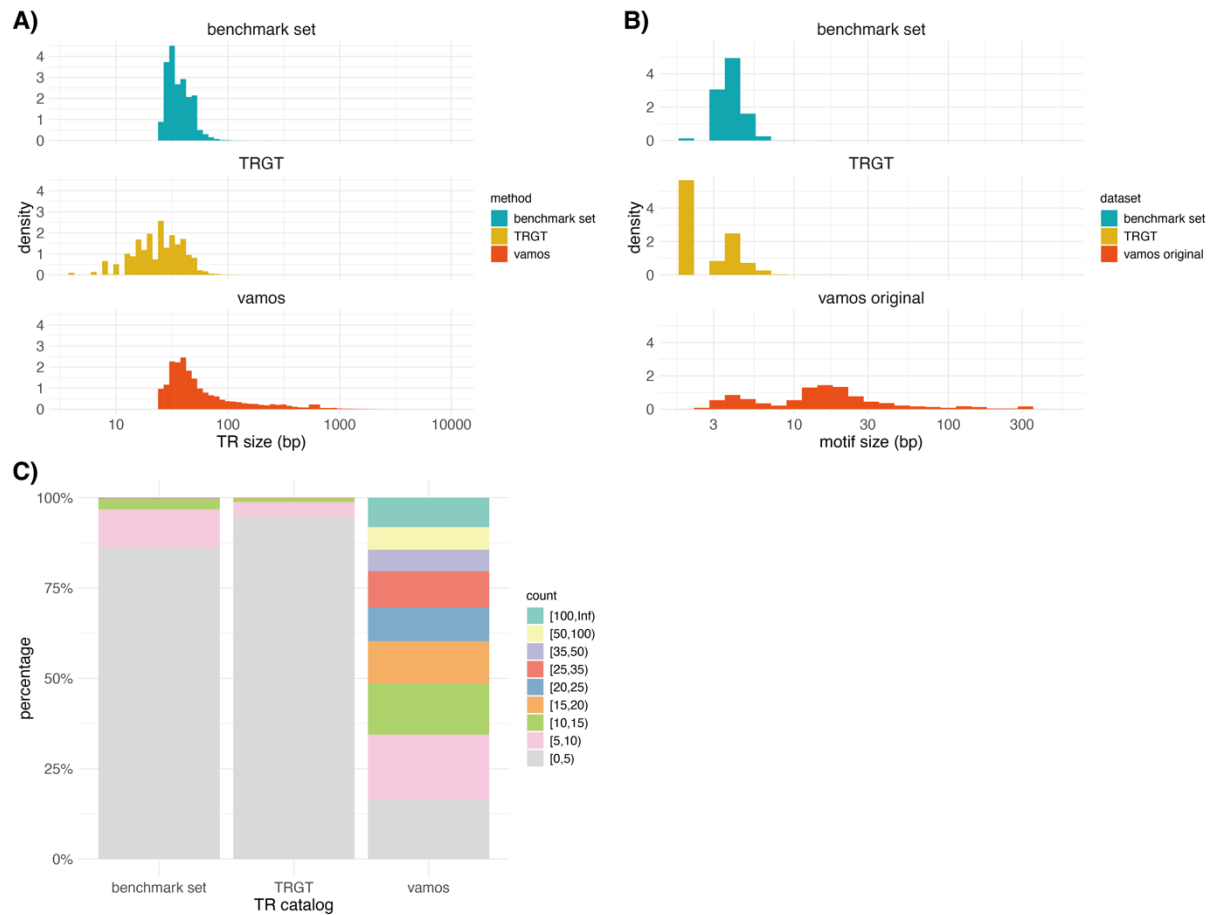 A)
benchmark set
4
3
2
1
0
TRGT
4
3
2
1
0
vamos
4
3
2
1
0
density
10 100 1000 10000
TR size (bp)
method
benchmark set
TRGT
vamos
B)
benchmark set
4
2
0
TRGT
4
2
0
vamos original
4
2
0
density
3 10 30 100 300
motif size (bp)
dataset
benchmark set
TRGT
vamos original
C)
100%
75%
50%
25%
0%
percentage
benchmark set TRGT vamos
TR catalog
count
[100,Inf)
[50,100)
[35,50)
[25,35)
[20,25)
[15,20)
[10,15)
[5,10)
[0,5)